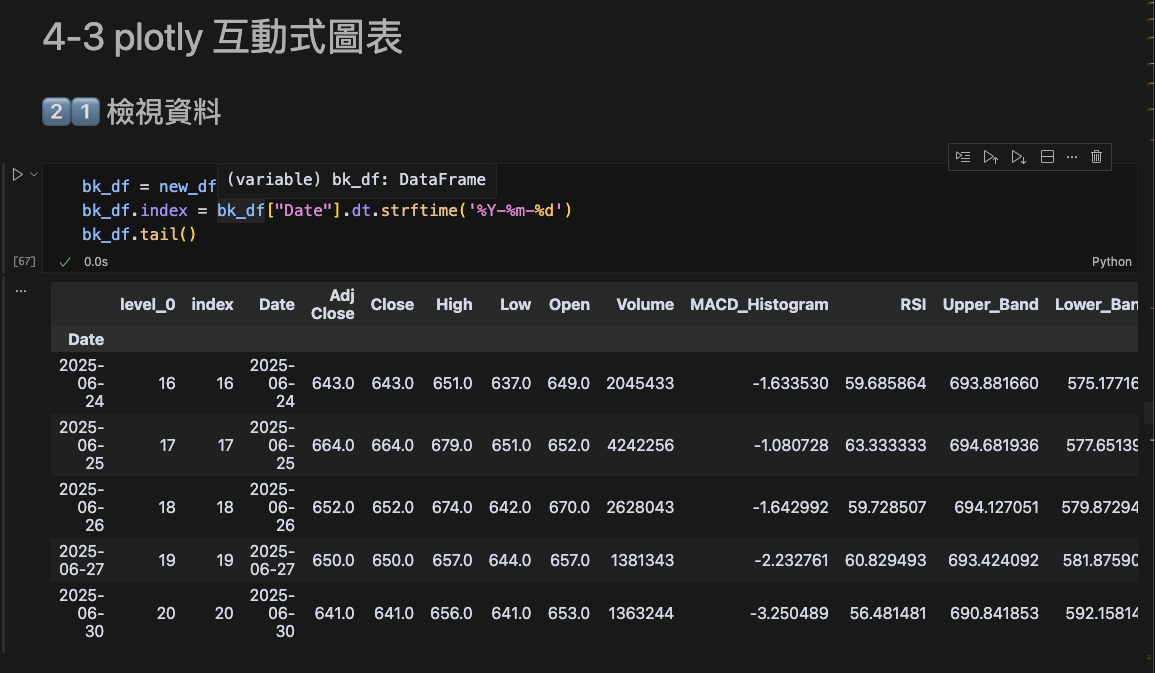 4-3 plotly 互動式圖表
21 檢視資料
bk_df = new_df
(variable) bk_df: DataFrame
bk_df.index = bk_df["Date"].dt.strftime('%Y-%m-%d')
bk_df.tail()
[67]
0.0s
Python
...
level_0 index Date Adj Close Close High Low Open Volume MACD_Histogram RSI Upper_Band Lower_Ban
Date
2025-06-24 16 16 2025-06-24 643.0 643.0 651.0 637.0 649.0 2045433 -1.633530 59.685864 693.881660 575.17716
2025-06-25 17 17 2025-06-25 664.0 664.0 679.0 651.0 652.0 4242256 -1.080728 63.333333 694.681936 577.65139
2025-06-26 18 18 2025-06-26 652.0 652.0 674.0 642.0 670.0 2628043 -1.642992 59.728507 694.127051 579.87294
2025-06-27 19 19 2025-06-27 650.0 650.0 657.0 644.0 657.0 1381343 -2.232761 60.829493 693.424092 581.87590
2025-06-30 20 20 2025-06-30 641.0 641.0 656.0 641.0 653.0 1363244 -3.250489 56.481481 690.841853 592.15814